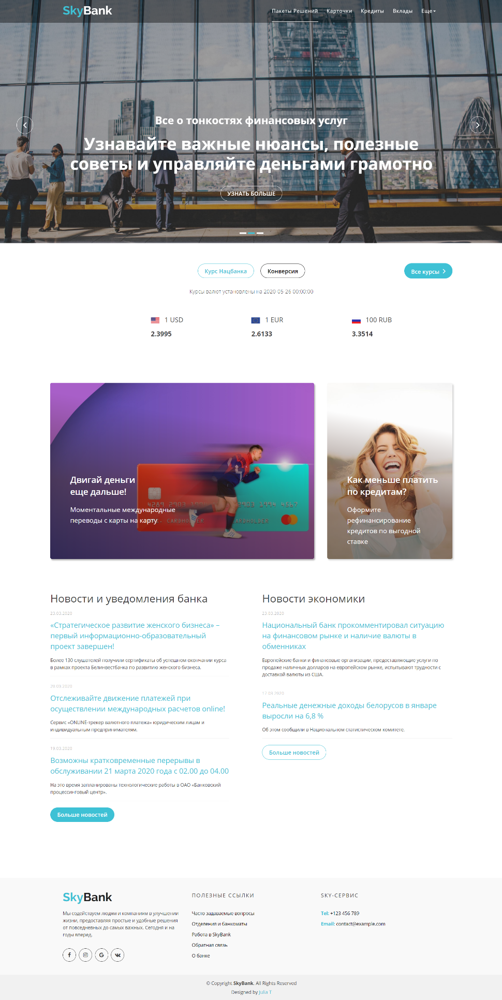 SkyBank
Пакеты Решений
Карточки
Кредиты
Вклады
Еще
Все о тонкостях финансовых услуг
Узнавайте важные нюансы, полезные
советы и управляйте деньгами грамотно
УЗНАТЬ БОЛЬШЕ
Курс Нацбанка
Конверсия
Все курсы
Курсы валют установлены на 2020-05-26 00:00:00
1 USD
2.3995
1 EUR
2.6133
100 RUB
3.3514
Двигай деньги
еще дальше!
Моментальные международные
переводы с карты на карту
CARDHOLDER
CARDHOLDER
Как меньше платить
по кредитам?
Оформите
рефинансирование
кредитов по выгодной
ставке
Новости и уведомления банка
23.03.2020
«Стратегическое развитие женского бизнеса» –
первый информационно-образовательный
проект завершен!
Более 130 слушателей получили сертификаты об успешном окончании курса
в рамках проекта Белинвестбанка по развитию женского бизнеса.
20.03.2020
Отслеживайте движение платежей при
осуществлении международных расчетов online!
Сервис «ONLINE-трекер валютного платежа» юридическим лицам и
индивидуальным предпринимателям.
19.03.2020
Возможны кратковременные перерывы в
обслуживании 21 марта 2020 года с 02.00 до 04.00
На это время запланированы технологические работы в ОАО «Банковский
процессинговый центр».
Больше новостей
Новости экономики
23.03.2020
Национальный банк прокомментировал ситуацию
на финансовом рынке и наличие валюты в
обменниках
Европейские банки и финансовые организации, предоставляющие услуги по
продаже наличных долларов на европейском рынке, испытывают трудности с
доставкой валюты из США.
17.03.2020
Реальные денежные доходы белорусов в январе
выросли на 6,8 %
Об этом сообщили в Национальном статистическом комитете.
Больше новостей
SkyBank
Мы содействуем людям и компаниям в улучшении
жизни, предоставляя простые и удобные решения
от повседневных до самых важных. Сегодня и на
годы вперед.
ПОЛЕЗНЫЕ ССЫЛКИ
Часто задаваемые вопросы
Отделения и банкоматы
Работа в SkyBank
Обратная связь
О банке
SKY-СЕРВИС
Tel: +123 456 789
Email: contact@example.com
© Copyright SkyBank. All Rights Reserved
Designed by Julia T